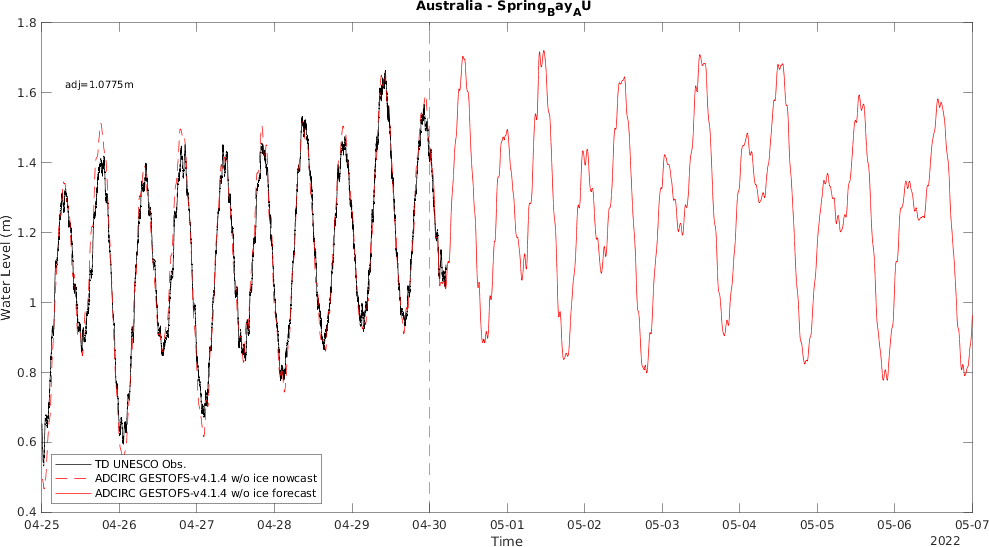 Australia - Spring_Bay_AU
1.8
1.6
1.4
1.2
1
0.8
0.6
0.4
Water Level (m)
adj=1.0775m
TD UNESCO Obs.
ADCIRC GESTOFS-v4.1.4 w/o ice nowcast
ADCIRC GESTOFS-v4.1.4 w/o ice forecast
04-25 04-26 04-27 04-28 04-29 04-30 05-01 05-02 05-03 05-04 05-05 05-06 05-07
Time
2022